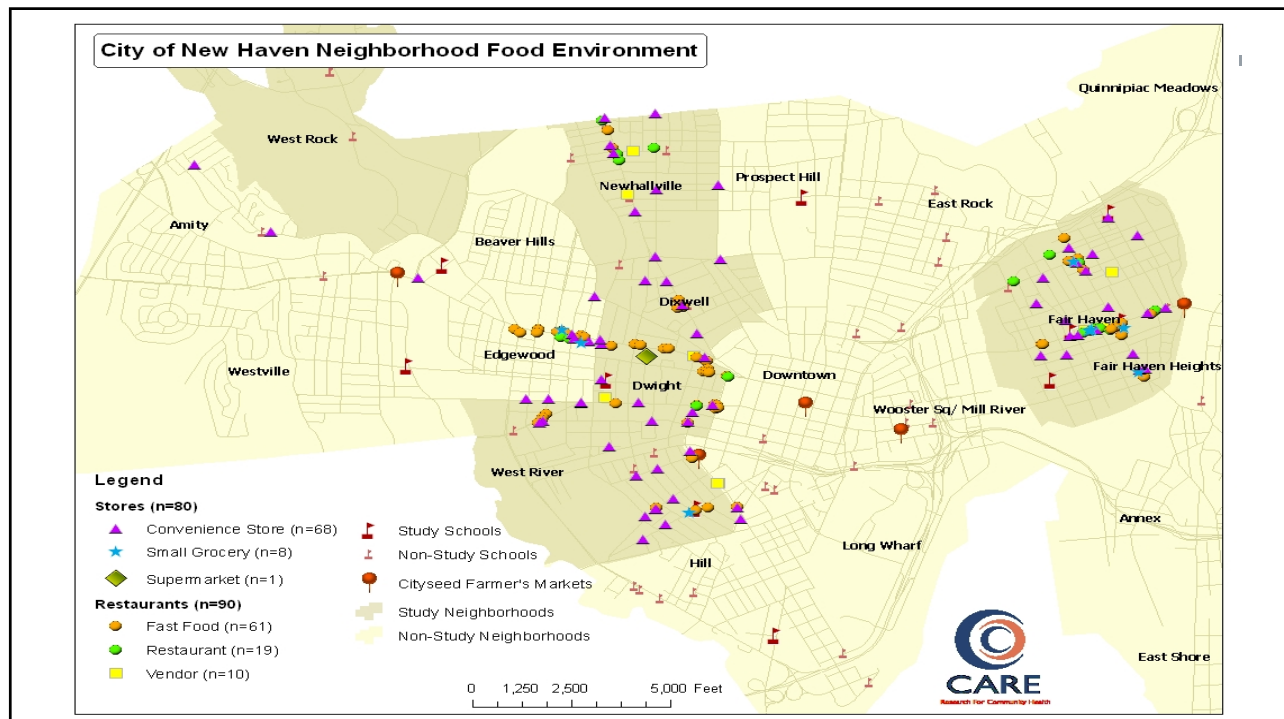 City of New Haven Neighborhood Food Environment
Quinnipiac Meadows
West Rock
Prospect Hill
Newhallville
East Rock
Amity
Beaver Hills
Dixwell
Fair Haven
Edgewood
Westville
Dwight
Downtown
Fair Haven Heights
Wooster Sq/ Mill River
West River
Annex
Long Wharf
Hill
East Shore
Legend
Stores (n=80)
Convenience Store (n=68)
Small Grocery (n=8)
Supermarket (n=1)
Restaurants (n=90)
Fast Food (n=61)
Restaurant (n=19)
Vendor (n=10)
Study Schools
Non-Study Schools
Cityseed Farmer's Markets
Study Neighborhoods
Non-Study Neighborhoods
0 1,250 2,500 5,000 Feet
CARE
Research For Community Health